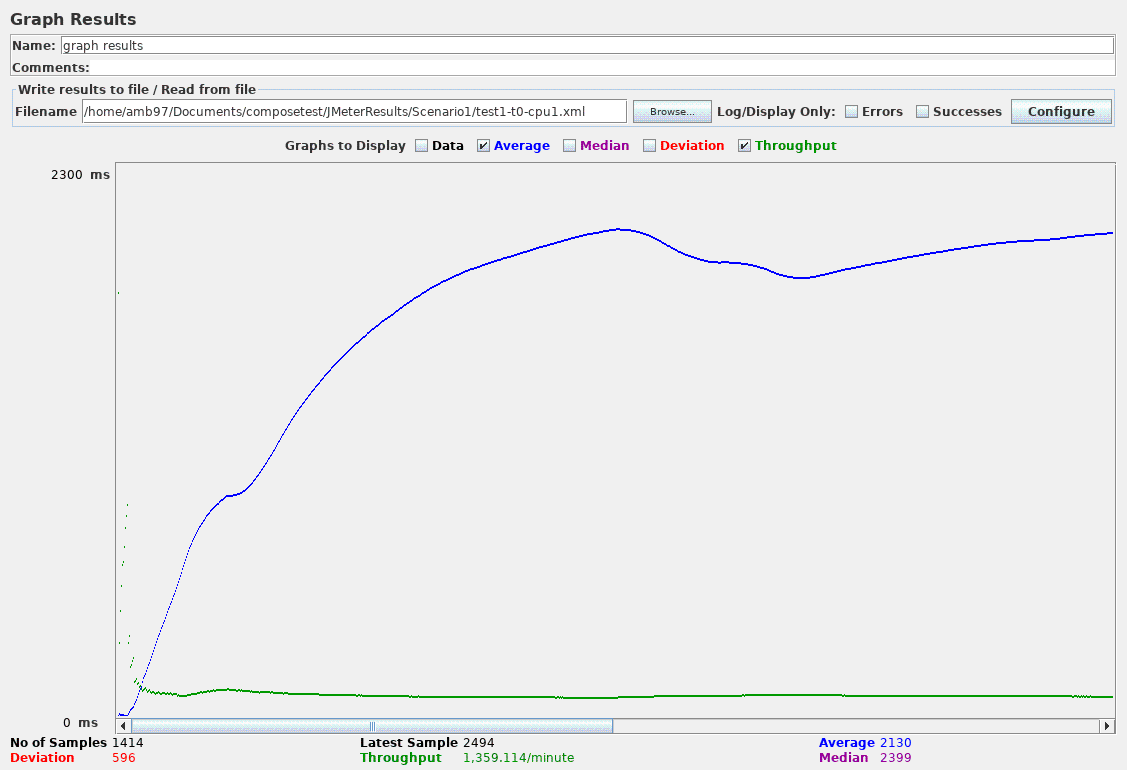 Graph Results
Name: graph results
Comments:
Write results to file / Read from file
Filename /home/amb97/Documents/composetest/JMeterResults/Scenario1/test1-t0-cpu1.xml Browse... Log/Display Only: Errors Successes Configure
Graphs to Display Data Average Median Deviation Throughput
2300 ms
0 ms
No of Samples 1414 Latest Sample 2494 Average 2130
Deviation 596 Throughput 1,359.114/minute Median 2399